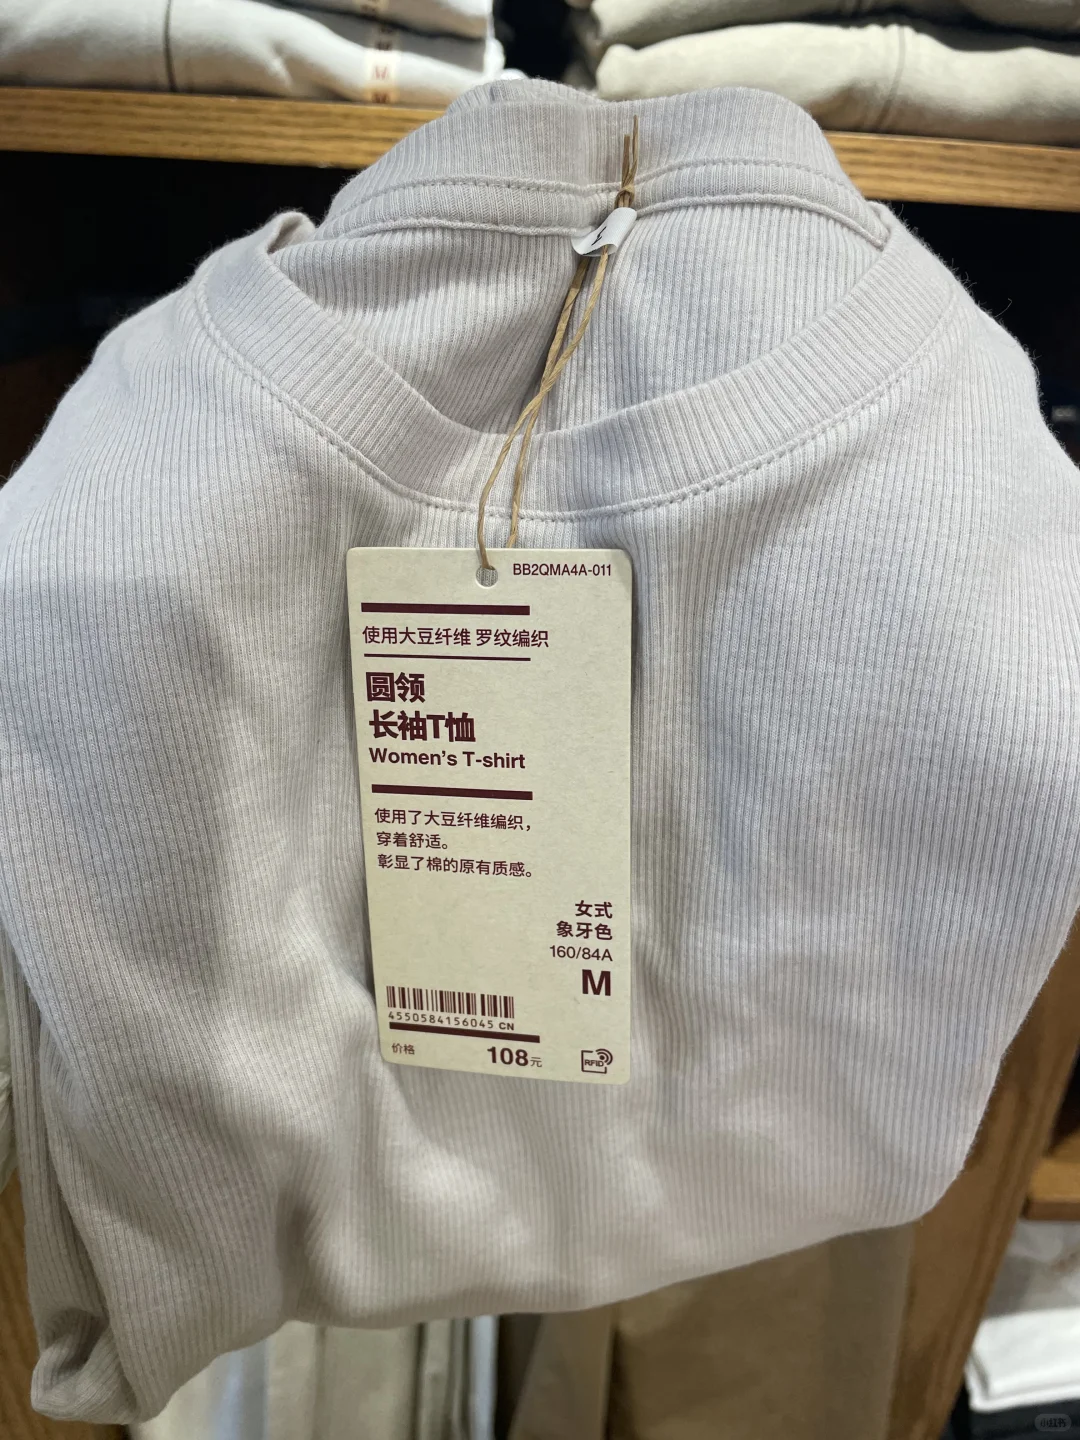 BB2QMA4A-011
使用大豆纤维 罗纹编织
圆领
长袖T恤
Women's T-shirt
使用了大豆纤维编织，
穿着舒适。
彰显了棉的原有质感。
女式
象牙色
160/84A
M
4550584156045 CN
价格 108元
RFID
小红书